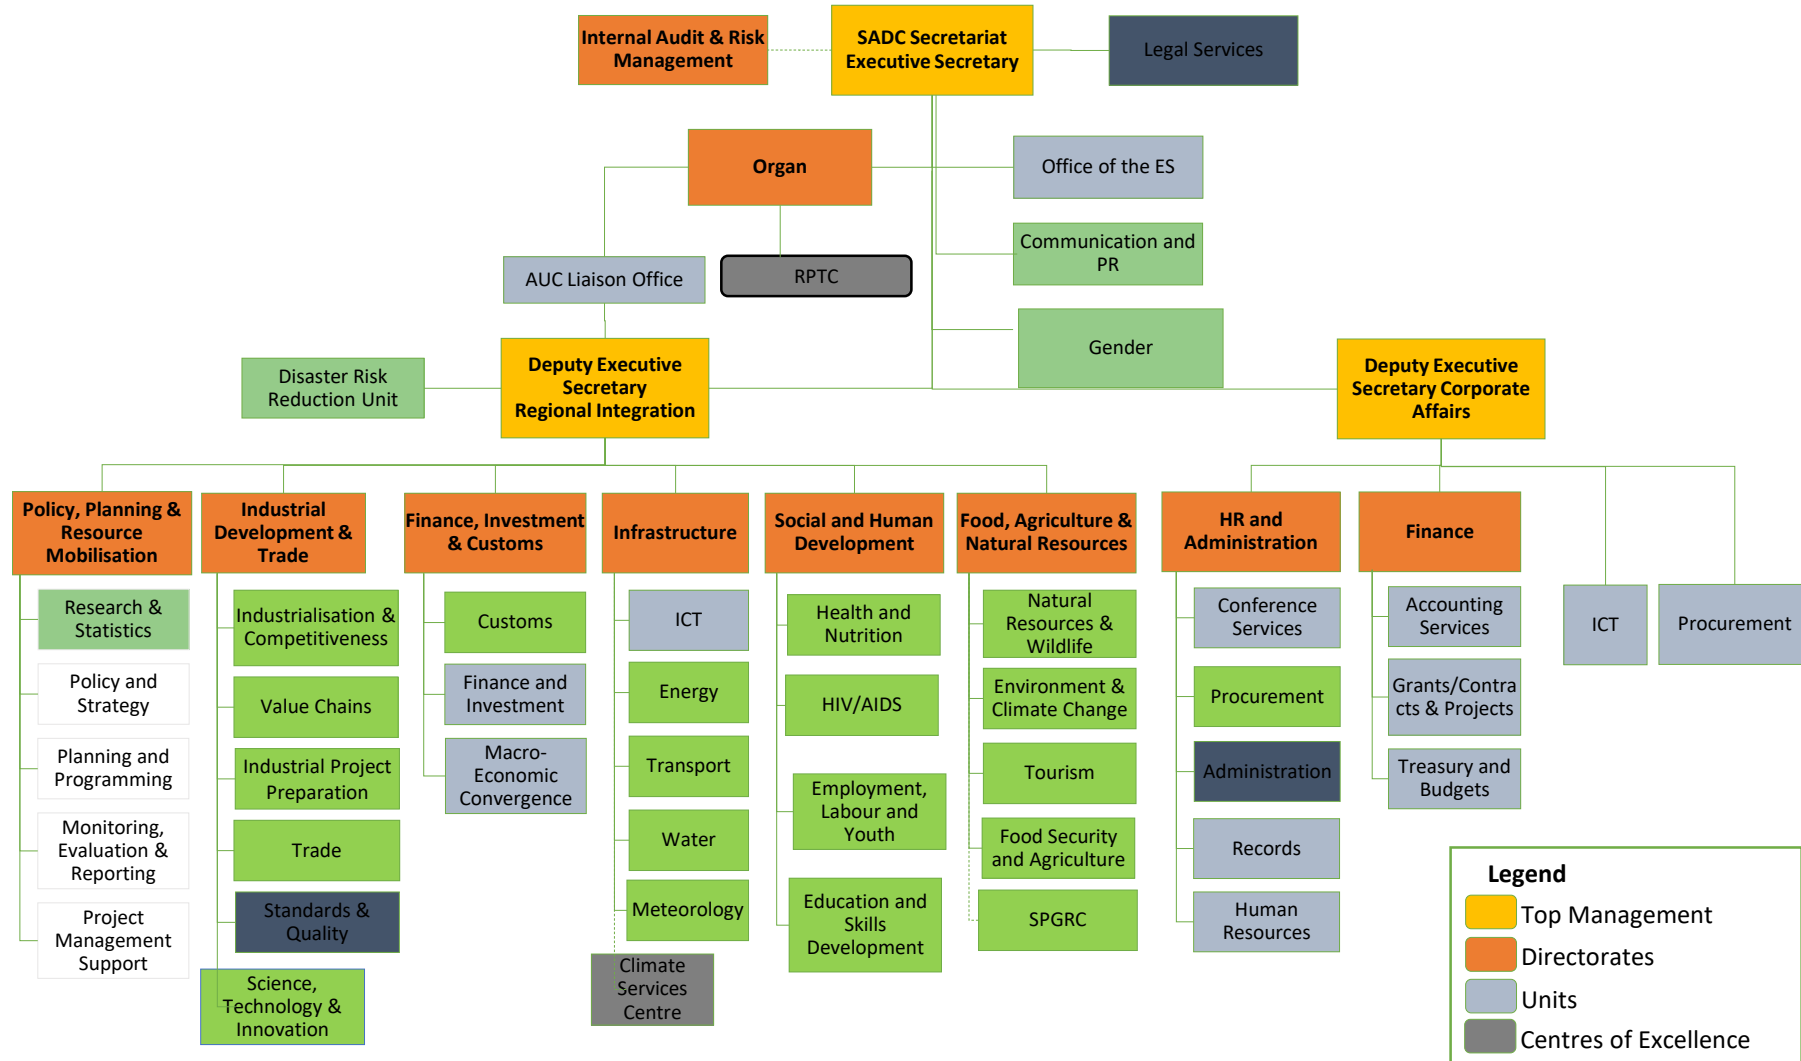 Internal Audit & Risk
Management
SADC Secretariat
Executive Secretary
Legal Services
Organ
Office of the ES
Communication and
PR
AUC Liaison Office
RPTC
Gender
Disaster Risk
Reduction Unit
Deputy Executive
Secretary
Regional Integration
Deputy Executive
Secretary Corporate
Affairs
Policy, Planning &
Resource
Mobilisation
Research &
Statistics
Policy and
Strategy
Planning and
Programming
Monitoring,
Evaluation &
Reporting
Project
Management
Support
Industrial
Development &
Trade
Industrialisation &
Competitiveness
Value Chains
Industrial Project
Preparation
Trade
Standards &
Quality
Science,
Technology &
Innovation
Finance, Investment
& Customs
Customs
Finance and
Investment
Macro-
Economic
Convergence
Infrastructure
ICT
Energy
Transport
Water
Meteorology
Climate
Services
Centre
Social and Human
Development
Health and
Nutrition
HIV/AIDS
Employment,
Labour and
Youth
Education and
Skills
Development
Food, Agriculture &
Natural Resources
Natural
Resources &
Wildlife
Environment &
Climate Change
Tourism
Food Security
and Agriculture
SPGRC
HR and
Administration
Conference
Services
Procurement
Administration
Records
Human
Resources
Finance
Accounting
Services
Grants/Contra
cts & Projects
Treasury and
Budgets
ICT
Procurement
Legend
Top Management
Directorates
Units
Centres of Excellence